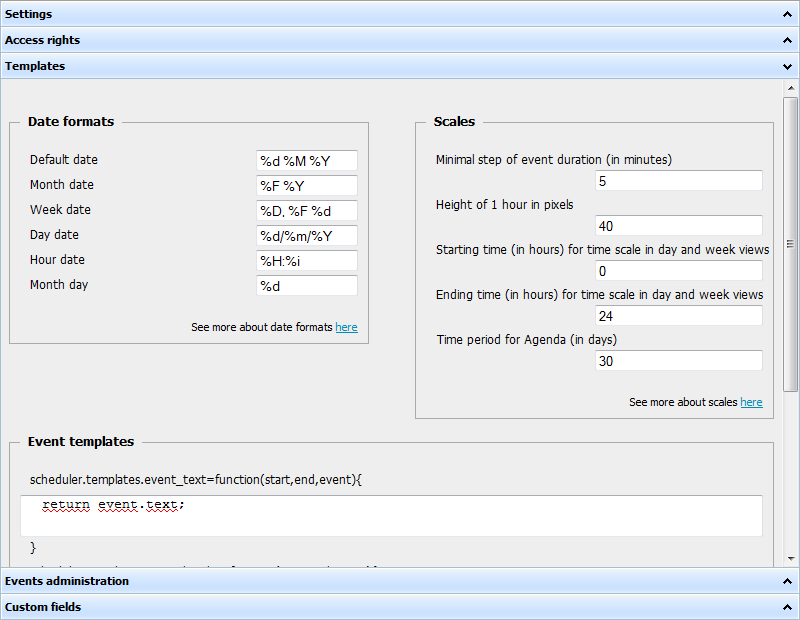 Settings
Access rights
Templates
Date formats
Default date %d %M %Y
Month date %F %Y
Week date %D, %F %d
Day date %d/%m/%Y
Hour date %H:%i
Month day %d
See more about date formats here
Scales
Minimal step of event duration (in minutes)
5
Height of 1 hour in pixels
40
Starting time (in hours) for time scale in day and week views
0
Ending time (in hours) for time scale in day and week views
24
Time period for Agenda (in days)
30
See more about scales here
Event templates
scheduler.templates.event_text=function(start,end,event){
return event.text;
}
Events administration
Custom fields